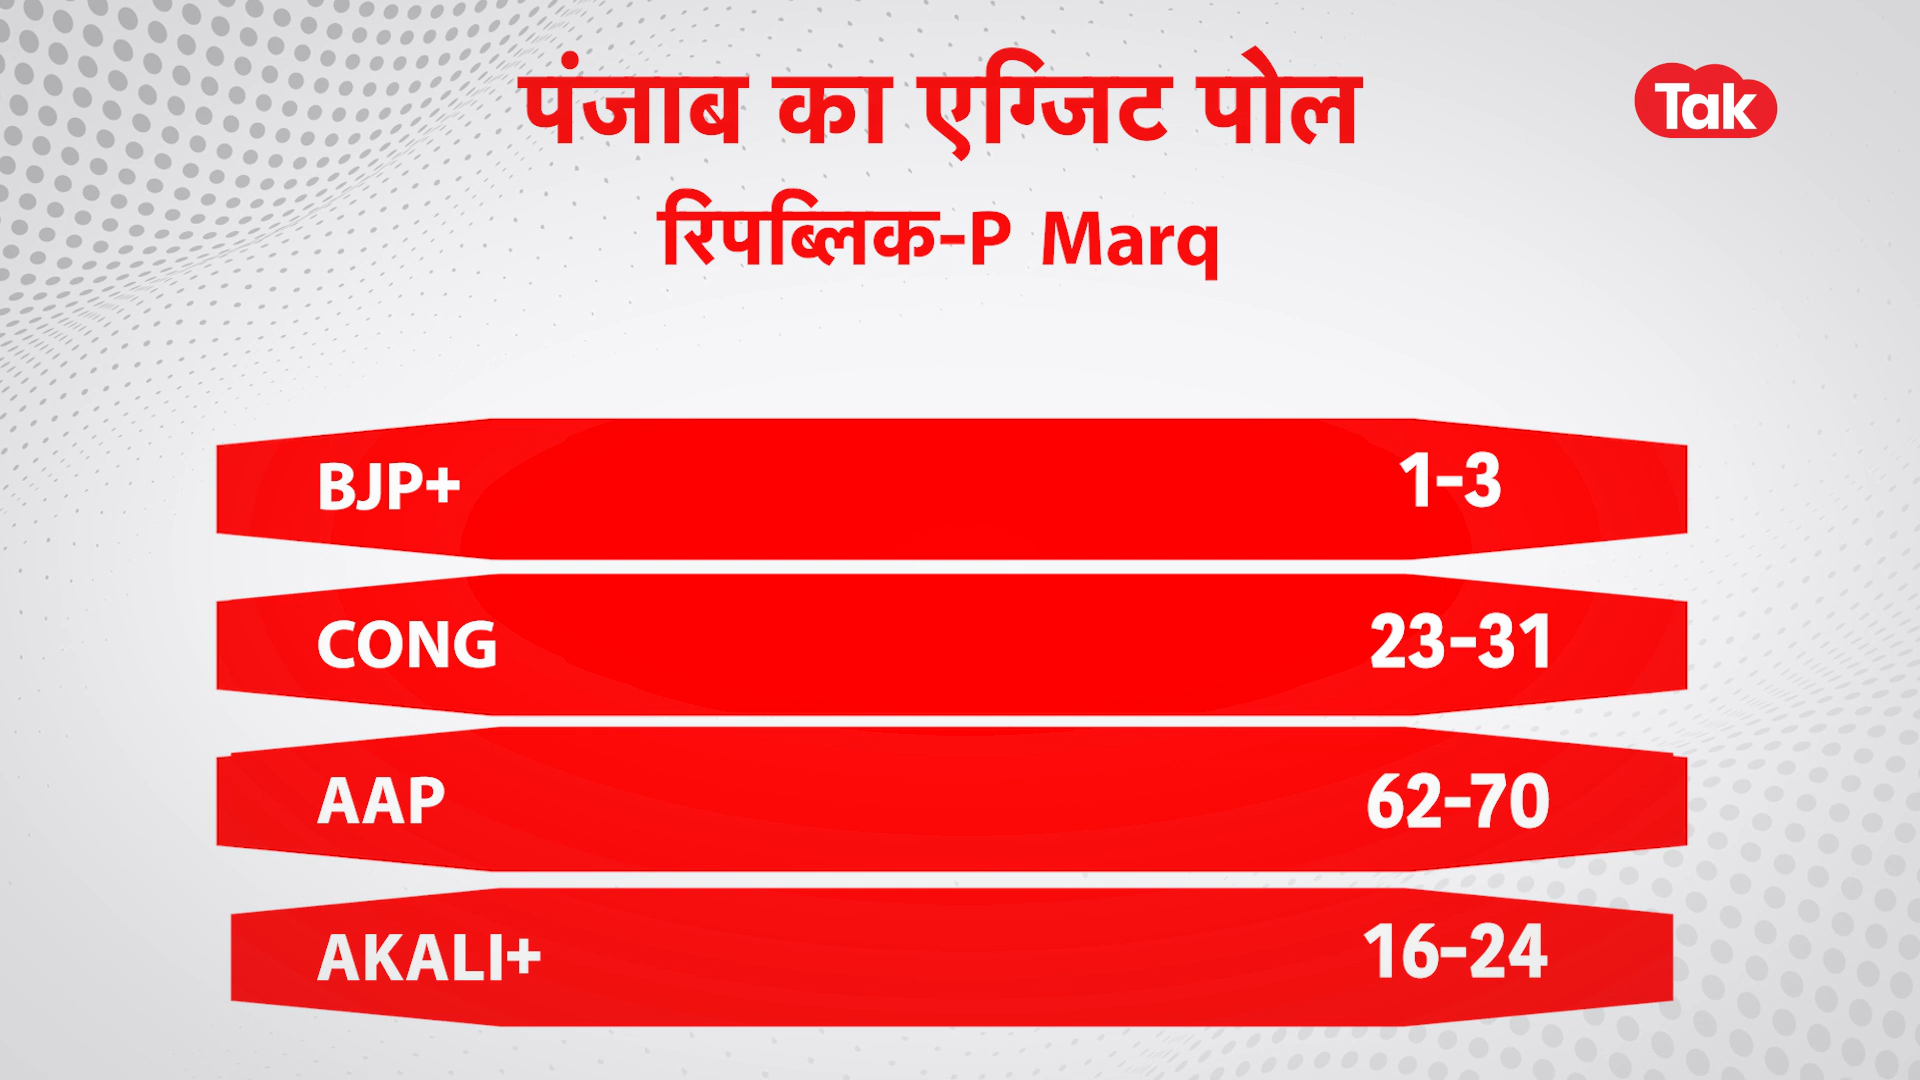 पंजाब का एग्जिट पोल
Tak
रिपब्लिक-P Marq
BJP+ 1-3
CONG 23-31
AAP 62-70
AKALI+ 16-24